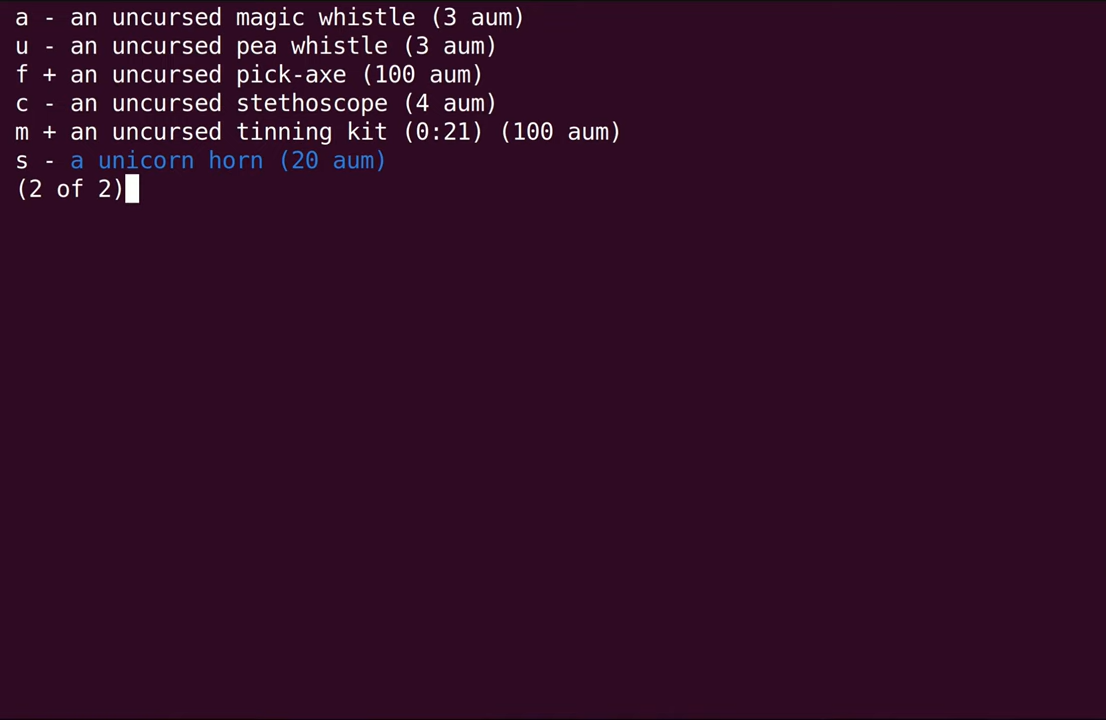 a - an uncursed magic whistle (3 aum)
u - an uncursed pea whistle (3 aum)
f + an uncursed pick-axe (100 aum)
c - an uncursed stethoscope (4 aum)
m + an uncursed tinning kit (0:21) (100 aum)
s - a unicorn horn (20 aum)
(2 of 2)